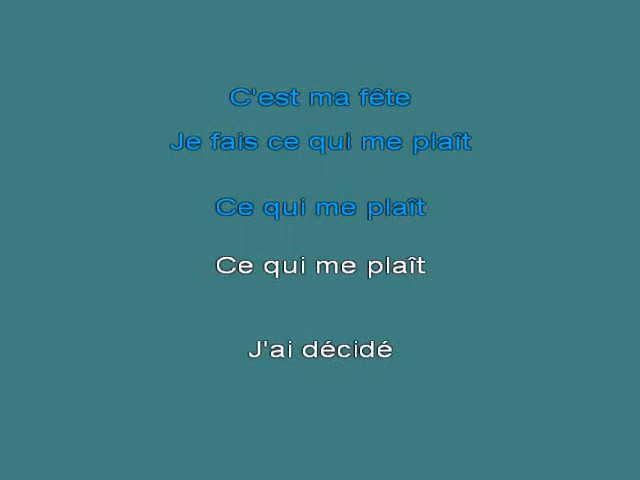 C'est ma fête
Je fais ce qui me plaît
Ce qui me plaît
Ce qui me plaît
J'ai décidé